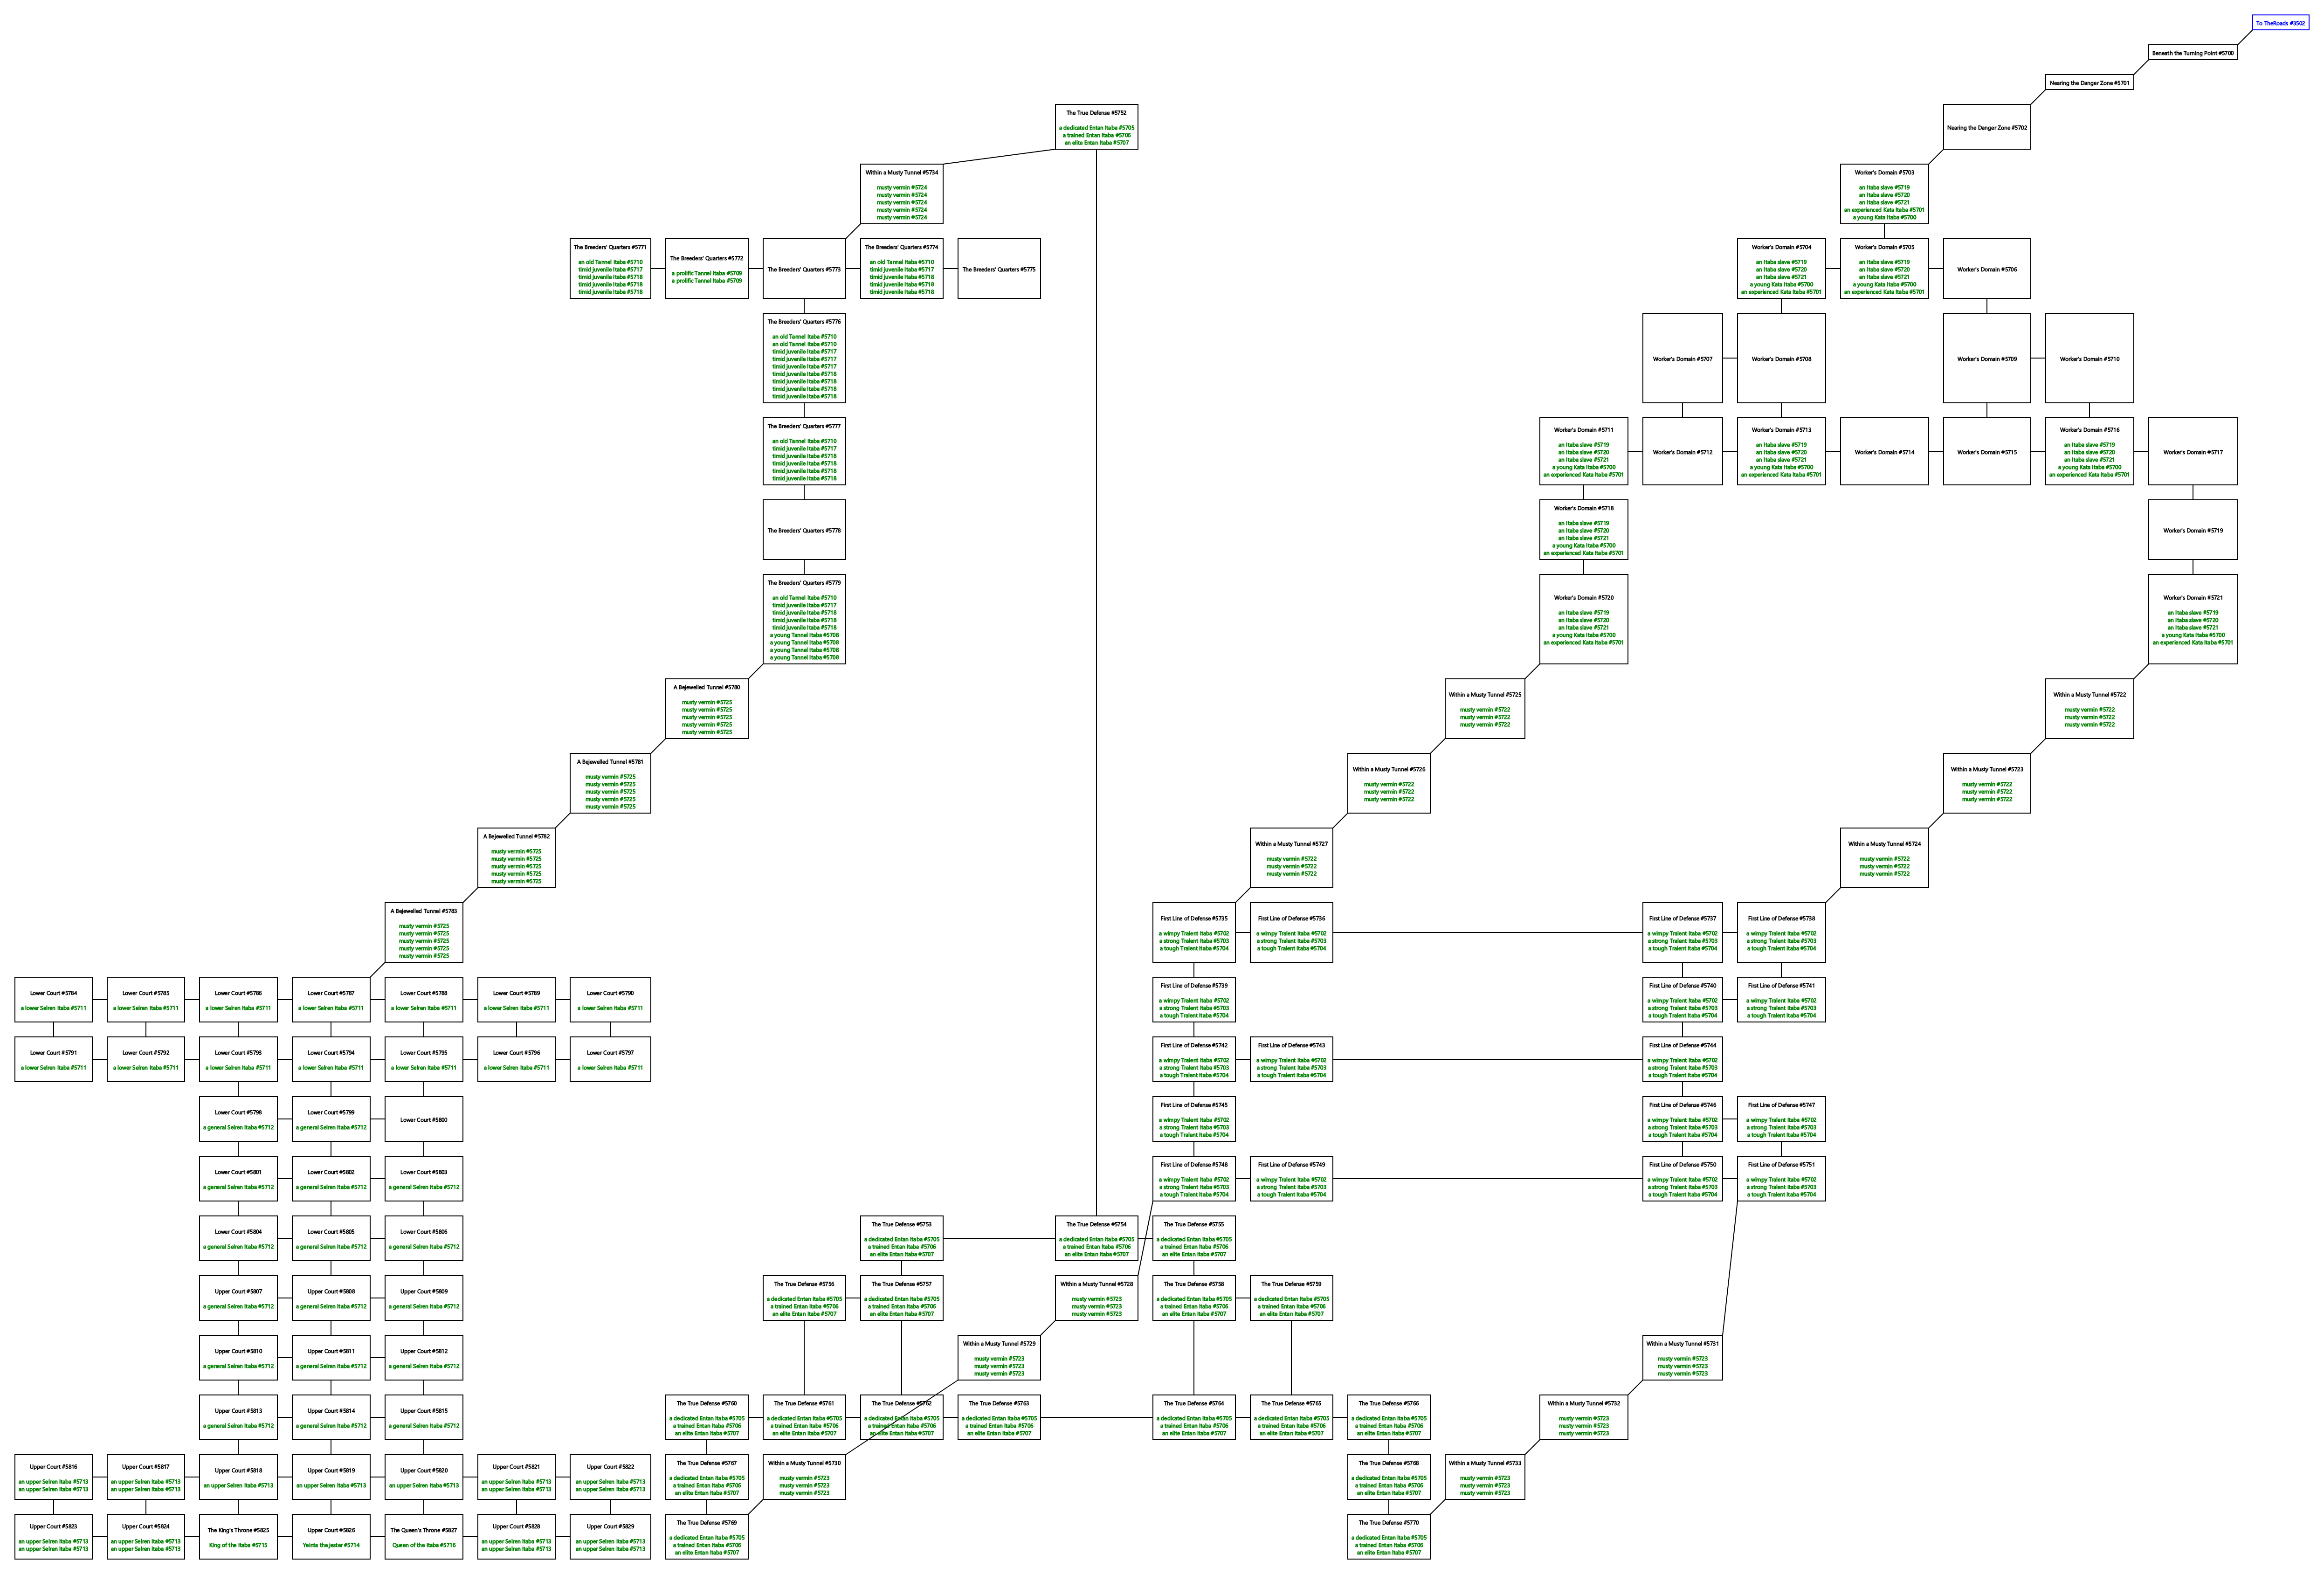 To TheRoads #3502
Beneath the Turning Point #5700
Nearing the Danger Zone #5701
The True Defense #5752
a dedicated Entan Itaba #5705
a trained Entan Itaba #5706
an elite Entan Itaba #5707
Nearing the Danger Zone #5702
Within a Musty Tunnel #5734
musty vermin #5724
musty vermin #5724
musty vermin #5724
musty vermin #5724
musty vermin #5724
Worker's Domain #5703
an Itaba slave #5719
an Itaba slave #5720
an Itaba slave #5721
an experienced Kata Itaba #5701
a young Kata Itaba #5700
The Breeders' Quarters #5771
an old Tannel Itaba #5710
timid juvenile Itaba #5717
timid juvenile Itaba #5718
timid juvenile Itaba #5718
timid juvenile Itaba #5718
The Breeders' Quarters #5772
a prolific Tannel Itaba #5709
a prolific Tannel Itaba #5709
The Breeders' Quarters #5773
The Breeders' Quarters #5774
an old Tannel Itaba #5710
timid juvenile Itaba #5717
timid juvenile Itaba #5718
timid juvenile Itaba #5718
timid juvenile Itaba #5718
The Breeders' Quarters #5775
Worker's Domain #5704
an Itaba slave #5719
an Itaba slave #5720
an Itaba slave #5721
a young Kata Itaba #5700
an experienced Kata Itaba #5701
Worker's Domain #5705
an Itaba slave #5719
an Itaba slave #5720
an Itaba slave #5721
a young Kata Itaba #5700
an experienced Kata Itaba #5701
Worker's Domain #5706
The Breeders' Quarters #5776
an old Tannel Itaba #5710
an old Tannel Itaba #5710
timid juvenile Itaba #5717
timid juvenile Itaba #5717
timid juvenile Itaba #5717
timid juvenile Itaba #5718
timid juvenile Itaba #5718
timid juvenile Itaba #5718
timid juvenile Itaba #5718
Worker's Domain #5707
Worker's Domain #5708
Worker's Domain #5709
Worker's Domain #5710
The Breeders' Quarters #5777
an old Tannel Itaba #5710
timid juvenile Itaba #5717
timid juvenile Itaba #5718
timid juvenile Itaba #5718
timid juvenile Itaba #5718
timid juvenile Itaba #5718
Worker's Domain #5711
an Itaba slave #5719
an Itaba slave #5720
an Itaba slave #5721
a young Kata Itaba #5700
an experienced Kata Itaba #5701
Worker's Domain #5712
Worker's Domain #5713
an Itaba slave #5719
an Itaba slave #5720
an Itaba slave #5721
a young Kata Itaba #5700
an experienced Kata Itaba #5701
Worker's Domain #5714
Worker's Domain #5715
Worker's Domain #5716
an Itaba slave #5719
an Itaba slave #5720
an Itaba slave #5721
a young Kata Itaba #5700
an experienced Kata Itaba #5701
Worker's Domain #5717
The Breeders' Quarters #5778
Worker's Domain #5718
an Itaba slave #5719
an Itaba slave #5720
an Itaba slave #5721
a young Kata Itaba #5700
an experienced Kata Itaba #5701
Worker's Domain #5719
The Breeders' Quarters #5779
an old Tannel Itaba #5710
timid juvenile Itaba #5717
timid juvenile Itaba #5718
timid juvenile Itaba #5718
timid juvenile Itaba #5718
a young Tannel Itaba #5708
a young Tannel Itaba #5708
a young Tannel Itaba #5708
a young Tannel Itaba #5708
Worker's Domain #5720
an Itaba slave #5719
an Itaba slave #5720
an Itaba slave #5721
a young Kata Itaba #5700
an experienced Kata Itaba #5701
Worker's Domain #5721
an Itaba slave #5719
an Itaba slave #5720
an Itaba slave #5721
a young Kata Itaba #5700
an experienced Kata Itaba #5701
A Bejewelled Tunnel #5780
musty vermin #5725
musty vermin #5725
musty vermin #5725
musty vermin #5725
musty vermin #5725
Within a Musty Tunnel #5725
musty vermin #5722
musty vermin #5722
musty vermin #5722
Within a Musty Tunnel #5722
musty vermin #5722
musty vermin #5722
musty vermin #5722
A Bejewelled Tunnel #5781
musty vermin #5725
musty vermin #5725
musty vermin #5725
musty vermin #5725
musty vermin #5725
Within a Musty Tunnel #5726
musty vermin #5722
musty vermin #5722
musty vermin #5722
Within a Musty Tunnel #5723
musty vermin #5722
musty vermin #5722
musty vermin #5722
A Bejewelled Tunnel #5782
musty vermin #5725
musty vermin #5725
musty vermin #5725
musty vermin #5725
musty vermin #5725
Within a Musty Tunnel #5727
musty vermin #5722
musty vermin #5722
musty vermin #5722
Within a Musty Tunnel #5724
musty vermin #5722
musty vermin #5722
musty vermin #5722
A Bejewelled Tunnel #5783
musty vermin #5725
musty vermin #5725
musty vermin #5725
musty vermin #5725
musty vermin #5725
First Line of Defense #5735
a wimpy Tralent Itaba #5702
a strong Tralent Itaba #5703
a tough Tralent Itaba #5704
First Line of Defense #5736
a wimpy Tralent Itaba #5702
a strong Tralent Itaba #5703
a tough Tralent Itaba #5704
First Line of Defense #5737
a wimpy Tralent Itaba #5702
a strong Tralent Itaba #5703
a tough Tralent Itaba #5704
First Line of Defense #5738
a wimpy Tralent Itaba #5702
a strong Tralent Itaba #5703
a tough Tralent Itaba #5704
Lower Court #5784
a lower Selren Itaba #5711
Lower Court #5785
a lower Selren Itaba #5711
Lower Court #5786
a lower Selren Itaba #5711
Lower Court #5787
a lower Selren Itaba #5711
Lower Court #5788
a lower Selren Itaba #5711
Lower Court #5789
a lower Selren Itaba #5711
Lower Court #5790
a lower Selren Itaba #5711
First Line of Defense #5739
a wimpy Tralent Itaba #5702
a strong Tralent Itaba #5703
a tough Tralent Itaba #5704
First Line of Defense #5740
a wimpy Tralent Itaba #5702
a strong Tralent Itaba #5703
a tough Tralent Itaba #5704
First Line of Defense #5741
a wimpy Tralent Itaba #5702
a strong Tralent Itaba #5703
a tough Tralent Itaba #5704
Lower Court #5791
a lower Selren Itaba #5711
Lower Court #5792
a lower Selren Itaba #5711
Lower Court #5793
a lower Selren Itaba #5711
Lower Court #5794
a lower Selren Itaba #5711
Lower Court #5795
a lower Selren Itaba #5711
Lower Court #5796
a lower Selren Itaba #5711
Lower Court #5797
a lower Selren Itaba #5711
First Line of Defense #5742
a wimpy Tralent Itaba #5702
a strong Tralent Itaba #5703
a tough Tralent Itaba #5704
First Line of Defense #5743
a wimpy Tralent Itaba #5702
a strong Tralent Itaba #5703
a tough Tralent Itaba #5704
First Line of Defense #5744
a wimpy Tralent Itaba #5702
a strong Tralent Itaba #5703
a tough Tralent Itaba #5704
Lower Court #5798
a general Selren Itaba #5712
Lower Court #5799
a general Selren Itaba #5712
Lower Court #5800
First Line of Defense #5745
a wimpy Tralent Itaba #5702
a strong Tralent Itaba #5703
a tough Tralent Itaba #5704
First Line of Defense #5746
a wimpy Tralent Itaba #5702
a strong Tralent Itaba #5703
a tough Tralent Itaba #5704
First Line of Defense #5747
a wimpy Tralent Itaba #5702
a strong Tralent Itaba #5703
a tough Tralent Itaba #5704
Lower Court #5801
a general Selren Itaba #5712
Lower Court #5802
a general Selren Itaba #5712
Lower Court #5803
a general Selren Itaba #5712
First Line of Defense #5748
a wimpy Tralent Itaba #5702
a strong Tralent Itaba #5703
a tough Tralent Itaba #5704
First Line of Defense #5749
a wimpy Tralent Itaba #5702
a strong Tralent Itaba #5703
a tough Tralent Itaba #5704
First Line of Defense #5750
a wimpy Tralent Itaba #5702
a strong Tralent Itaba #5703
a tough Tralent Itaba #5704
First Line of Defense #5751
a wimpy Tralent Itaba #5702
a strong Tralent Itaba #5703
a tough Tralent Itaba #5704
Lower Court #5804
a general Selren Itaba #5712
Lower Court #5805
a general Selren Itaba #5712
Lower Court #5806
a general Selren Itaba #5712
The True Defense #5753
a dedicated Entan Itaba #5705
a trained Entan Itaba #5706
an elite Entan Itaba #5707
The True Defense #5754
a dedicated Entan Itaba #5705
a trained Entan Itaba #5706
an elite Entan Itaba #5707
The True Defense #5755
a dedicated Entan Itaba #5705
a trained Entan Itaba #5706
an elite Entan Itaba #5707
Upper Court #5807
a general Selren Itaba #5712
Upper Court #5808
a general Selren Itaba #5712
Upper Court #5809
a general Selren Itaba #5712
The True Defense #5756
a dedicated Entan Itaba #5705
a trained Entan Itaba #5706
an elite Entan Itaba #5707
The True Defense #5757
a dedicated Entan Itaba #5705
a trained Entan Itaba #5706
an elite Entan Itaba #5707
Within a Musty Tunnel #5728
musty vermin #5723
musty vermin #5723
musty vermin #5723
The True Defense #5758
a dedicated Entan Itaba #5705
a trained Entan Itaba #5706
an elite Entan Itaba #5707
The True Defense #5759
a dedicated Entan Itaba #5705
a trained Entan Itaba #5706
an elite Entan Itaba #5707
Upper Court #5810
a general Selren Itaba #5712
Upper Court #5811
a general Selren Itaba #5712
Upper Court #5812
a general Selren Itaba #5712
Within a Musty Tunnel #5729
musty vermin #5723
musty vermin #5723
musty vermin #5723
Within a Musty Tunnel #5731
musty vermin #5723
musty vermin #5723
musty vermin #5723
Upper Court #5813
a general Selren Itaba #5712
Upper Court #5814
a general Selren Itaba #5712
Upper Court #5815
a general Selren Itaba #5712
The True Defense #5760
a dedicated Entan Itaba #5705
a trained Entan Itaba #5706
an elite Entan Itaba #5707
The True Defense #5761
a dedicated Entan Itaba #5705
a trained Entan Itaba #5706
an elite Entan Itaba #5707
The True Defense #5762
a dedicated Entan Itaba #5705
a trained Entan Itaba #5706
an elite Entan Itaba #5707
The True Defense #5763
a dedicated Entan Itaba #5705
a trained Entan Itaba #5706
an elite Entan Itaba #5707
The True Defense #5764
a dedicated Entan Itaba #5705
a trained Entan Itaba #5706
an elite Entan Itaba #5707
The True Defense #5765
a dedicated Entan Itaba #5705
a trained Entan Itaba #5706
an elite Entan Itaba #5707
The True Defense #5766
a dedicated Entan Itaba #5705
a trained Entan Itaba #5706
an elite Entan Itaba #5707
Within a Musty Tunnel #5732
musty vermin #5723
musty vermin #5723
musty vermin #5723
Upper Court #5816
an upper Selren Itaba #5713
an upper Selren Itaba #5713
Upper Court #5817
an upper Selren Itaba #5713
an upper Selren Itaba #5713
Upper Court #5818
an upper Selren Itaba #5713
Upper Court #5819
an upper Selren Itaba #5713
Upper Court #5820
an upper Selren Itaba #5713
Upper Court #5821
an upper Selren Itaba #5713
an upper Selren Itaba #5713
Upper Court #5822
an upper Selren Itaba #5713
an upper Selren Itaba #5713
The True Defense #5767
a dedicated Entan Itaba #5705
a trained Entan Itaba #5706
an elite Entan Itaba #5707
Within a Musty Tunnel #5730
musty vermin #5723
musty vermin #5723
musty vermin #5723
The True Defense #5768
a dedicated Entan Itaba #5705
a trained Entan Itaba #5706
an elite Entan Itaba #5707
Within a Musty Tunnel #5733
musty vermin #5723
musty vermin #5723
musty vermin #5723
Upper Court #5823
an upper Selren Itaba #5713
an upper Selren Itaba #5713
Upper Court #5824
an upper Selren Itaba #5713
an upper Selren Itaba #5713
The King's Throne #5825
King of the Itaba #5715
Upper Court #5826
Yeinta the jester #5714
The Queen's Throne #5827
Queen of the Itaba #5716
Upper Court #5828
an upper Selren Itaba #5713
an upper Selren Itaba #5713
Upper Court #5829
an upper Selren Itaba #5713
an upper Selren Itaba #5713
The True Defense #5769
a dedicated Entan Itaba #5705
a trained Entan Itaba #5706
an elite Entan Itaba #5707
The True Defense #5770
a dedicated Entan Itaba #5705
a trained Entan Itaba #5706
an elite Entan Itaba #5707